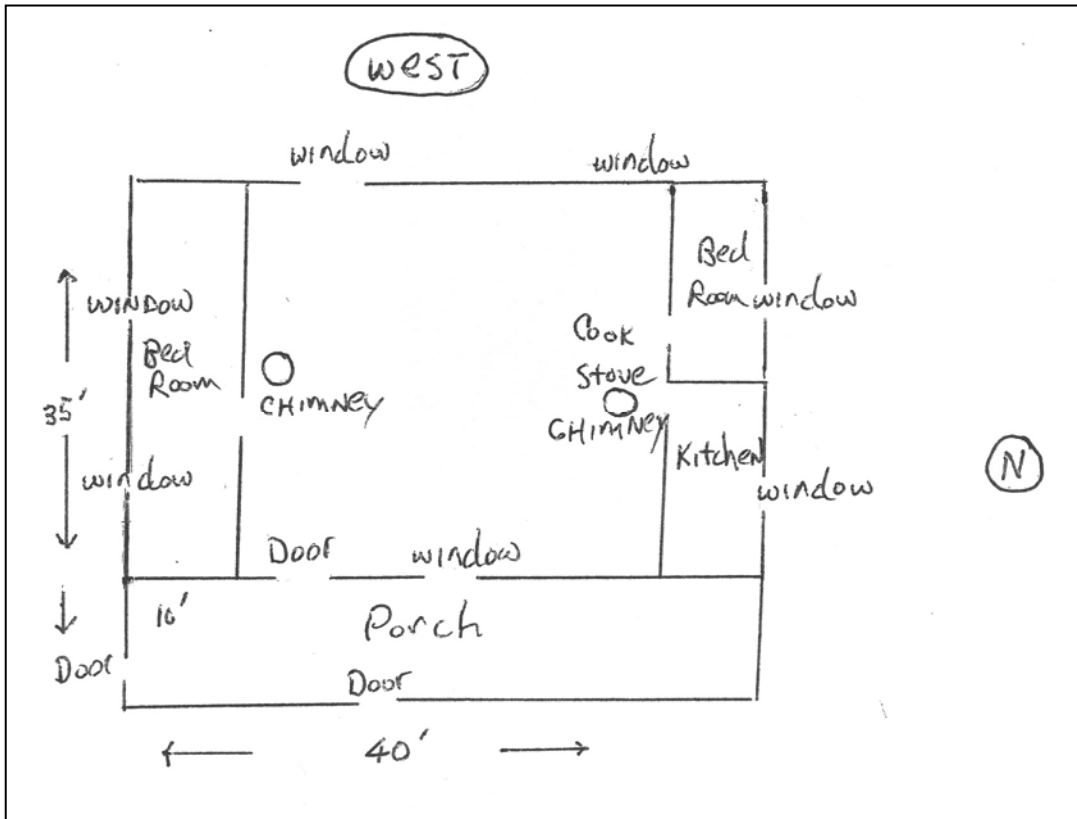 West
window
window
Bed
Room
window
WINDOW
Bed
Room
Cook
Stove
CHIMNEY
CHIMNEY
35'
Kitchen
window
window
Door
window
10'
Porch
Door
Door
40'
N